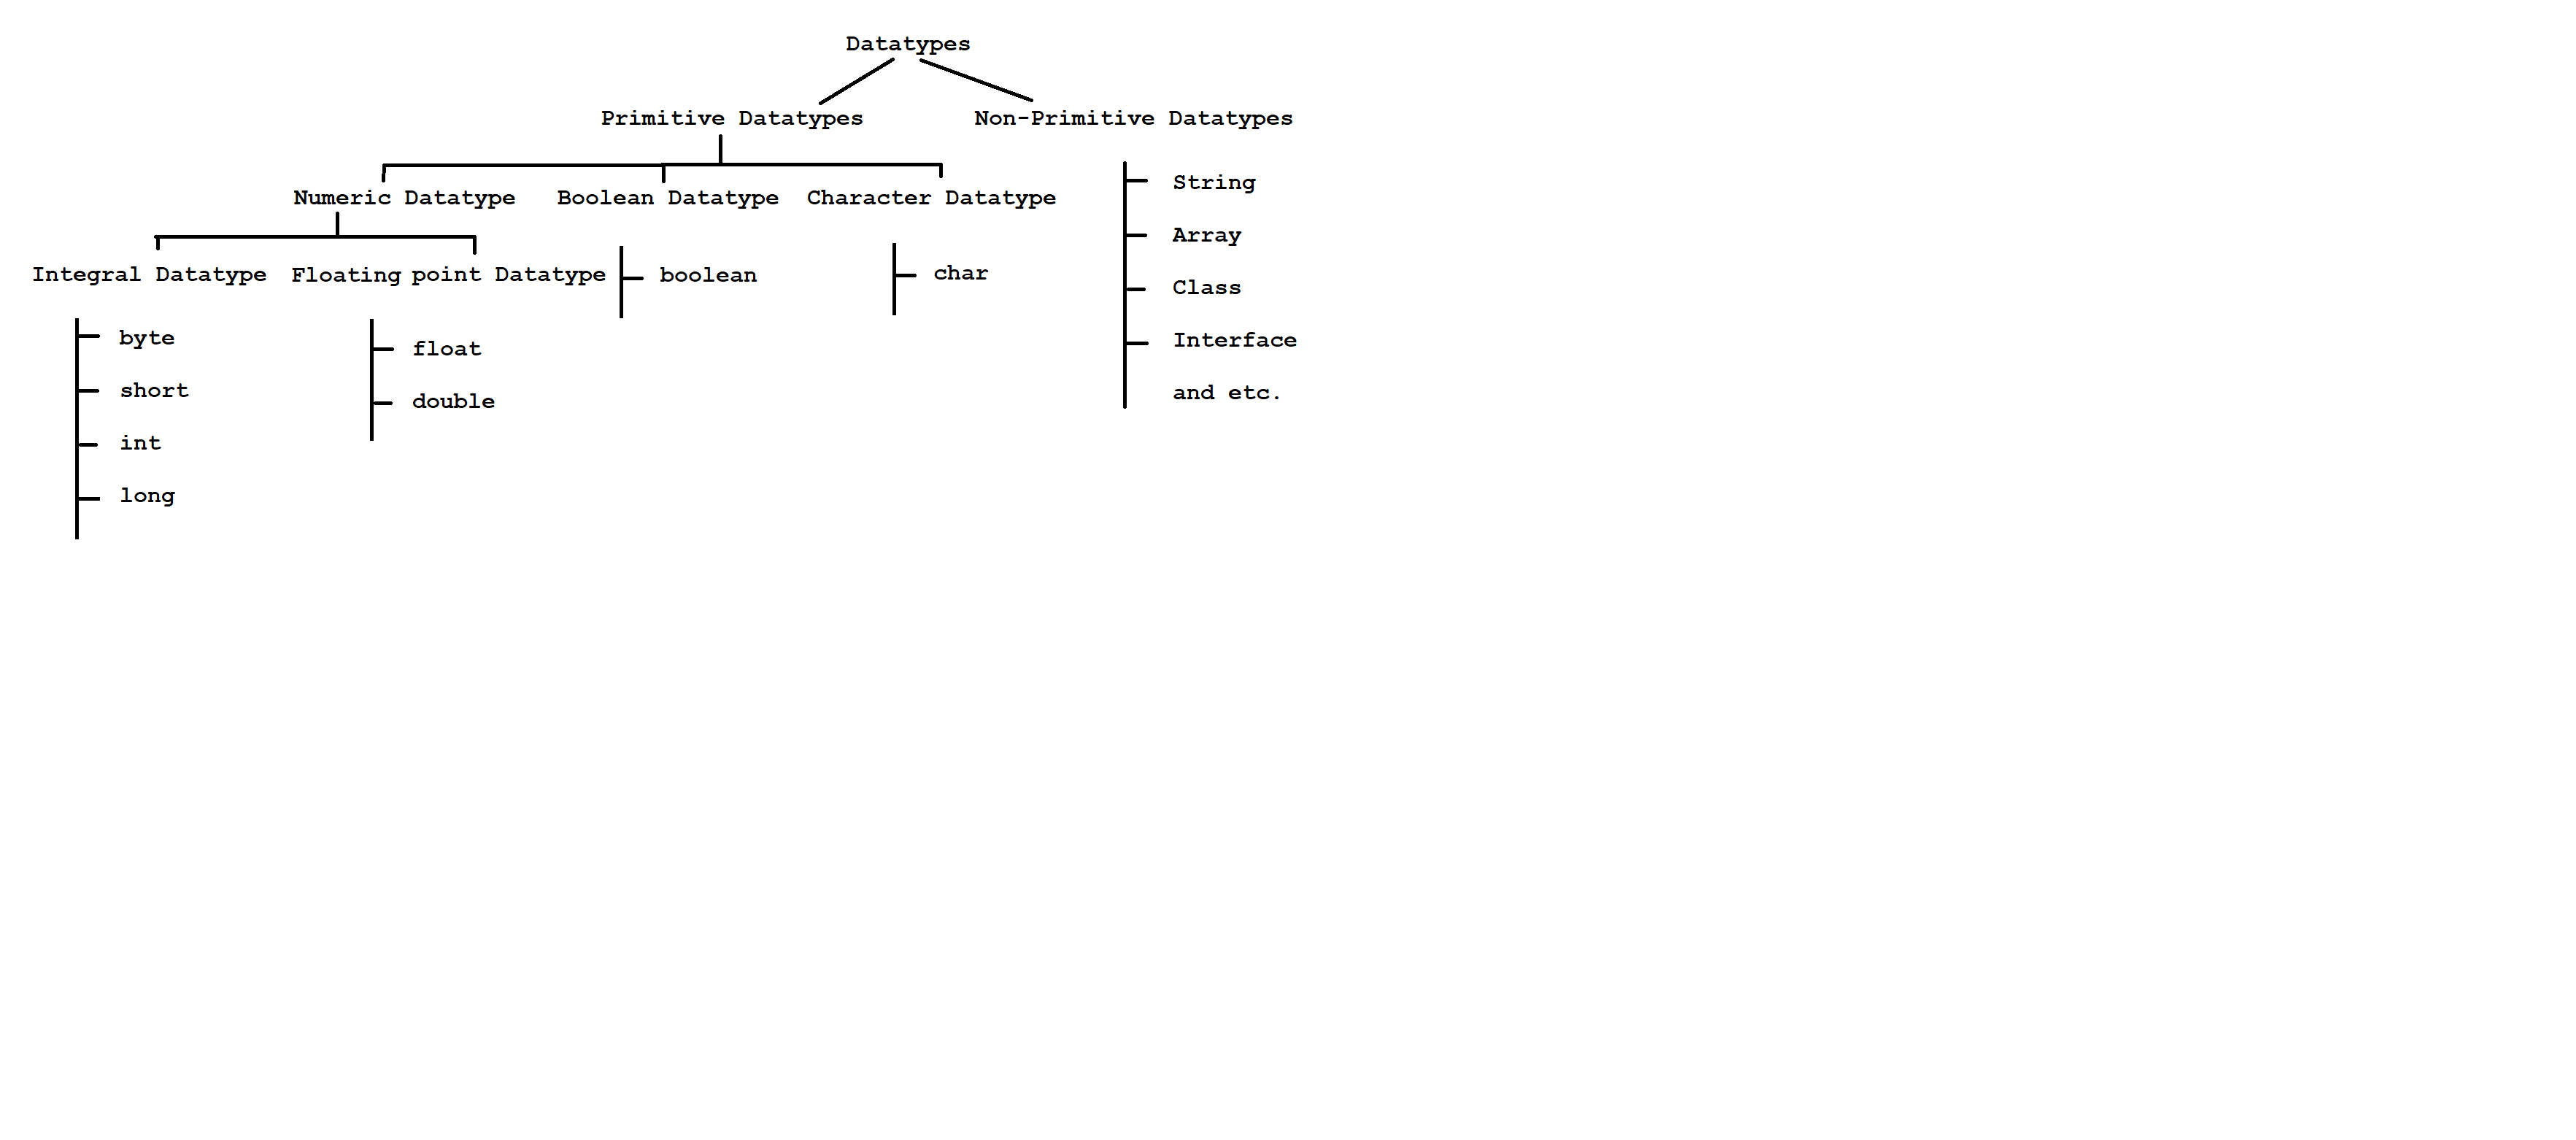 Datatypes
Primitive Datatypes
Non-Primitive Datatypes
Numeric Datatype
Boolean Datatype
Character Datatype
Integral Datatype
Floating point Datatype
byte
short
int
long
float
double
boolean
char
String
Array
Class
Interface
and etc.